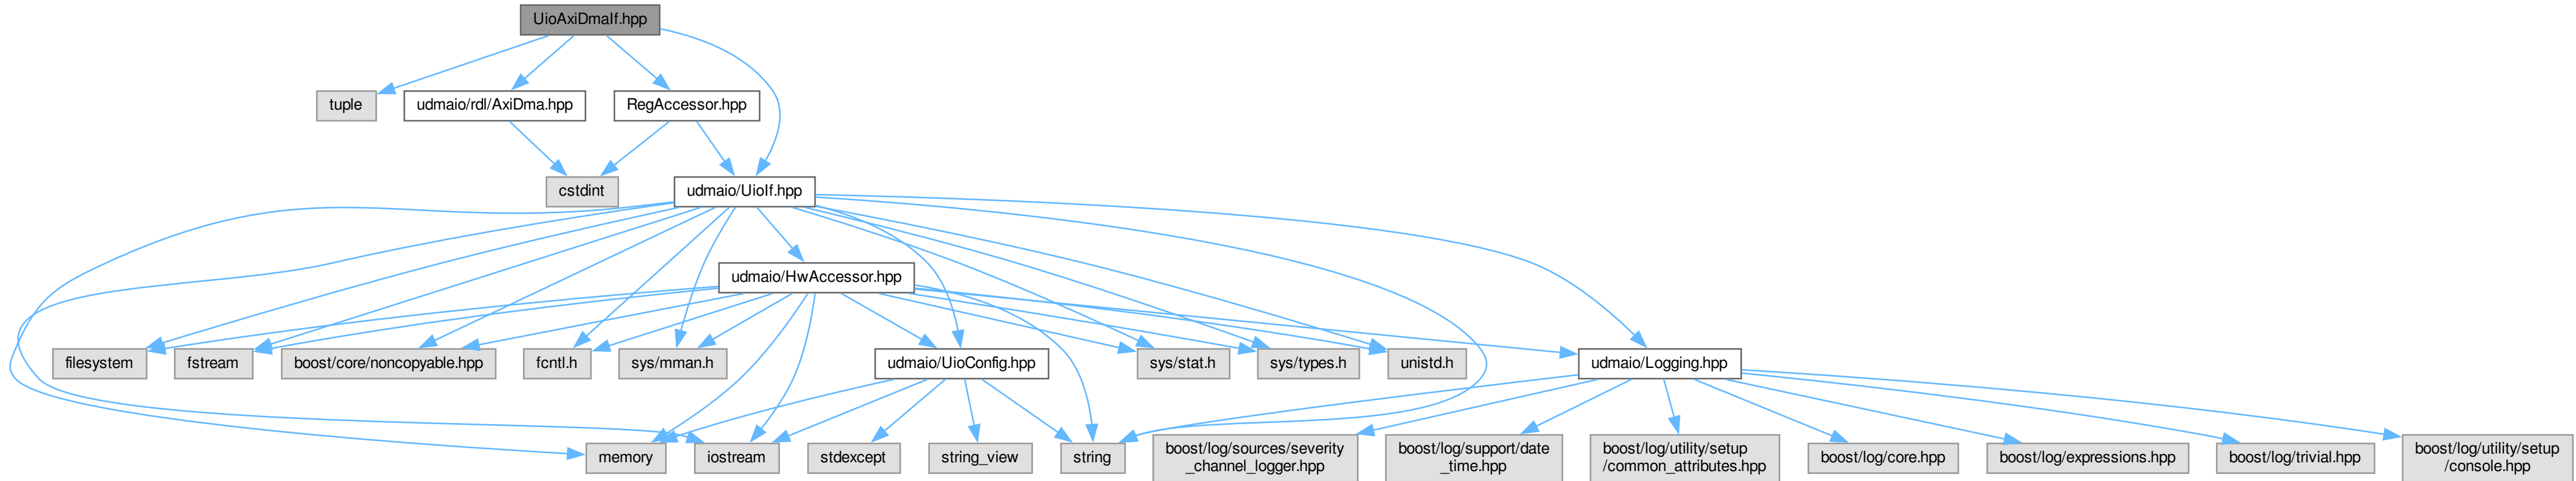 UioAxiDmaIf.hpp
tuple
udmaio/rdl/AxiDma.hpp
RegAccessor.hpp
cstdint
udmaio/UioIf.hpp
udmaio/HwAccessor.hpp
filesystem
fstream
boost/core/noncopyable.hpp
fcntl.h
sys/mman.h
udmaio/UioConfig.hpp
sys/stat.h
sys/types.h
unistd.h
udmaio/Logging.hpp
memory
iostream
stdexcept
string_view
string
boost/log/sources/severity
_channel_logger.hpp
boost/log/support/date
_time.hpp
boost/log/utility/setup
/common_attributes.hpp
boost/log/core.hpp
boost/log/expressions.hpp
boost/log/trivial.hpp
boost/log/utility/setup
/console.hpp